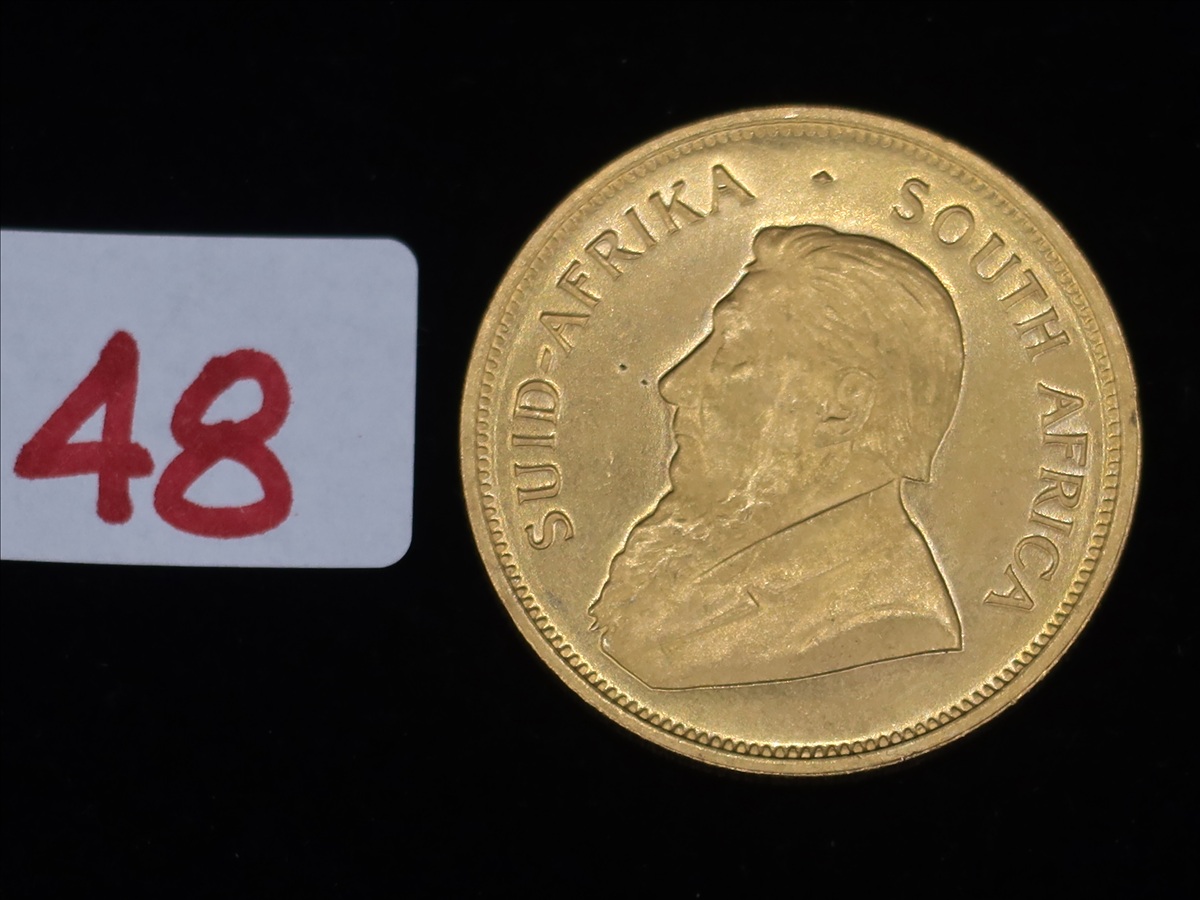 48
SUID-AFRIKA · SOUTH AFRICA